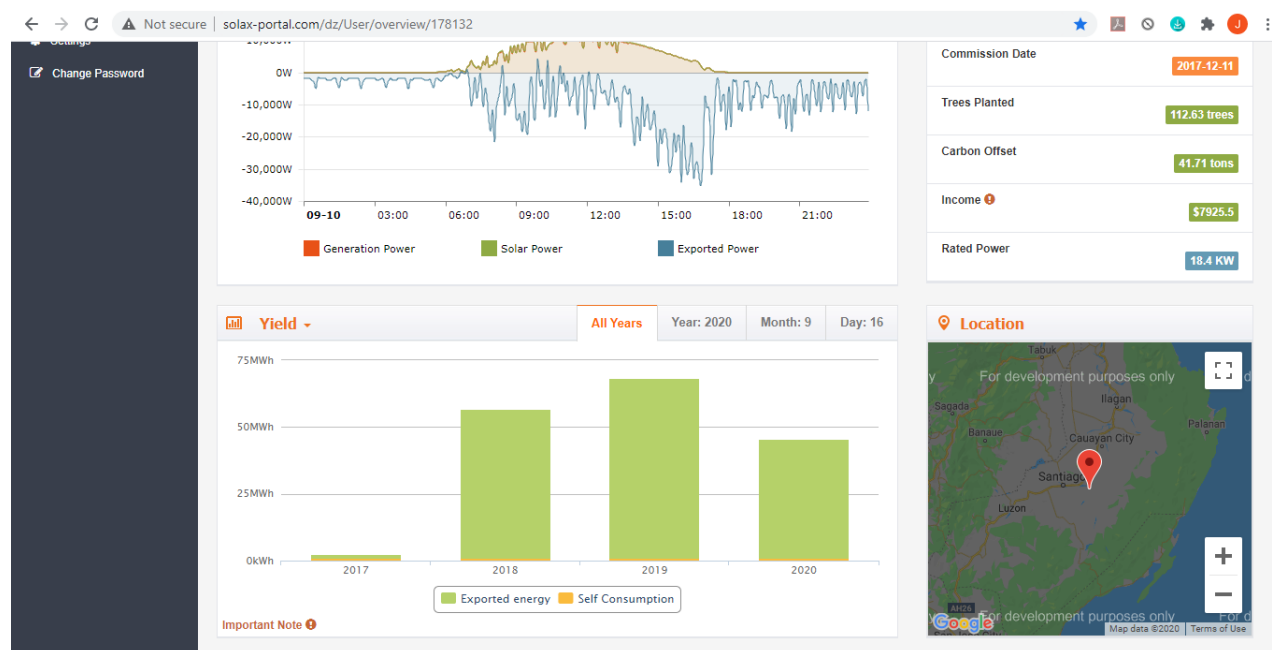 Not secure | solax-portal.com/dz/User/overview/178132
J
Settings
Change Password
10,000W
0W
-10,000W
-20,000W
-30,000W
-40,000W
09-10 03:00 06:00 09:00 12:00 15:00 18:00 21:00
Generation Power Solar Power Exported Power
Commission Date
2017-12-11
Trees Planted
112.63 trees
Carbon Offset
41.71 tons
Income
$7925.5
Rated Power
18.4 KW
Yield
All Years Year: 2020 Month: 9 Day: 16
75MWh
50MWh
25MWh
0kWh
2017 2018 2019 2020
Exported energy Self Consumption
Important Note
Location
Tabuk
For development purposes only
Ilagan
Sagada
Palanan
Banaue
Cauayan City
Santiago
Luzon
AH26
For development purposes only
For d
Google
Map data ©2020 Terms of Use